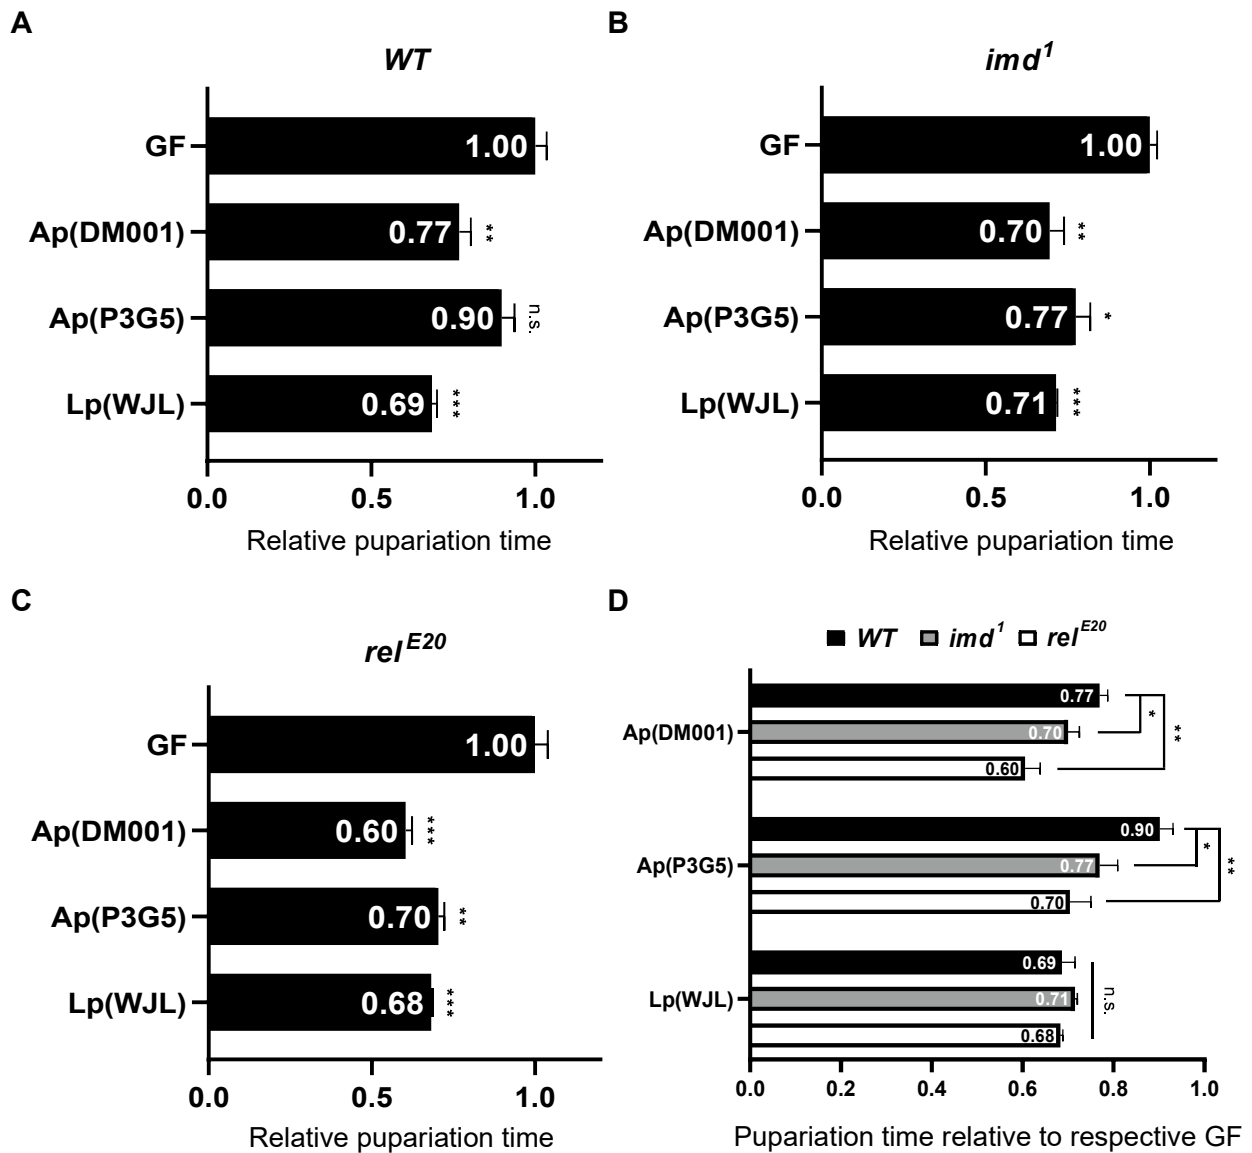 A
WT
GF
1.00
Ap(DM001)
0.77
**
Ap(P3G5)
0.90
n.s.
Lp(WJL)
0.69
***
0.0 0.5 1.0
Relative pupariation time
B
imd1
GF
1.00
Ap(DM001)
0.70
**
Ap(P3G5)
0.77
*
Lp(WJL)
0.71
***
0.0 0.5 1.0
Relative pupariation time
C
relE20
GF
1.00
Ap(DM001)
0.60
***
Ap(P3G5)
0.70
**
Lp(WJL)
0.68
***
0.0 0.5 1.0
Relative pupariation time
D
WT imd1 relE20
Ap(DM001)
0.77
0.70
0.60
*
**
Ap(P3G5)
0.90
0.77
0.70
*
**
Lp(WJL)
0.69
0.71
0.68
n.s.
0.0 0.2 0.4 0.6 0.8 1.0
Pupariation time relative to respective GF